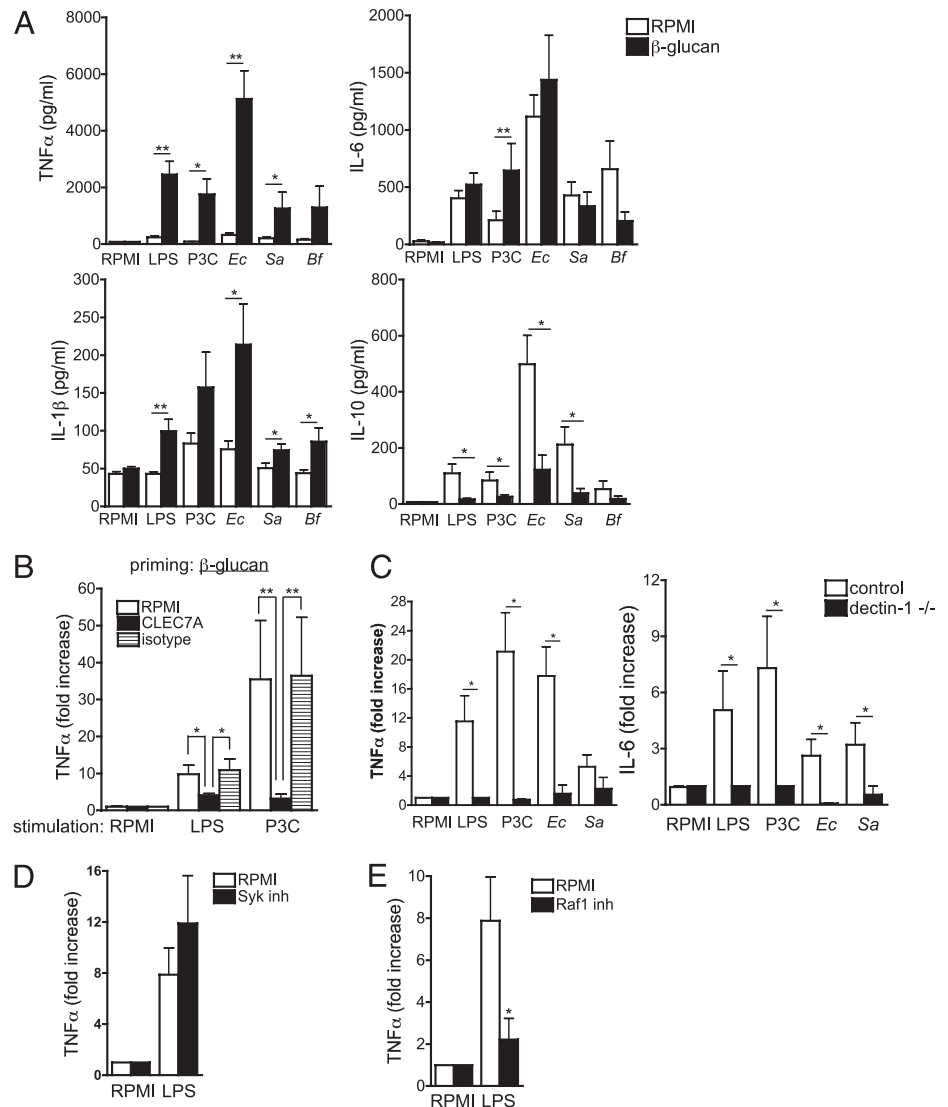 A
RPMI
β-glucan
TNFα (pg/ml)
8000
6000
4000
2000
0
**
*
**
*
RPMI LPS P3C Ec Sa Bf
IL-6 (pg/ml)
2000
1500
1000
500
0
**
RPMI LPS P3C Ec Sa Bf
IL-1β (pg/ml)
300
250
200
150
100
50
0
**
*
*
*
RPMI LPS P3C Ec Sa Bf
IL-10 (pg/ml)
800
600
400
200
0
*
*
*
*
RPMI LPS P3C Ec Sa Bf
B
priming: β-glucan
RPMI
CLEC7A
isotype
TNFα (fold increase)
60
50
40
30
20
10
0
*
*
**
**
stimulation: RPMI LPS P3C
C
control
dectin-1 -/-
TNFα (fold increase)
28
24
20
16
12
8
4
0
*
*
*
RPMI LPS P3C Ec Sa
IL-6 (fold increase)
12
9
6
3
0
*
*
*
*
RPMI LPS P3C Ec Sa
D
RPMI
Syk inh
TNFα (fold increase)
16
12
8
4
0
RPMI LPS
E
RPMI
Raf1 inh
TNFα (fold increase)
10
8
6
4
2
0
*
RPMI LPS